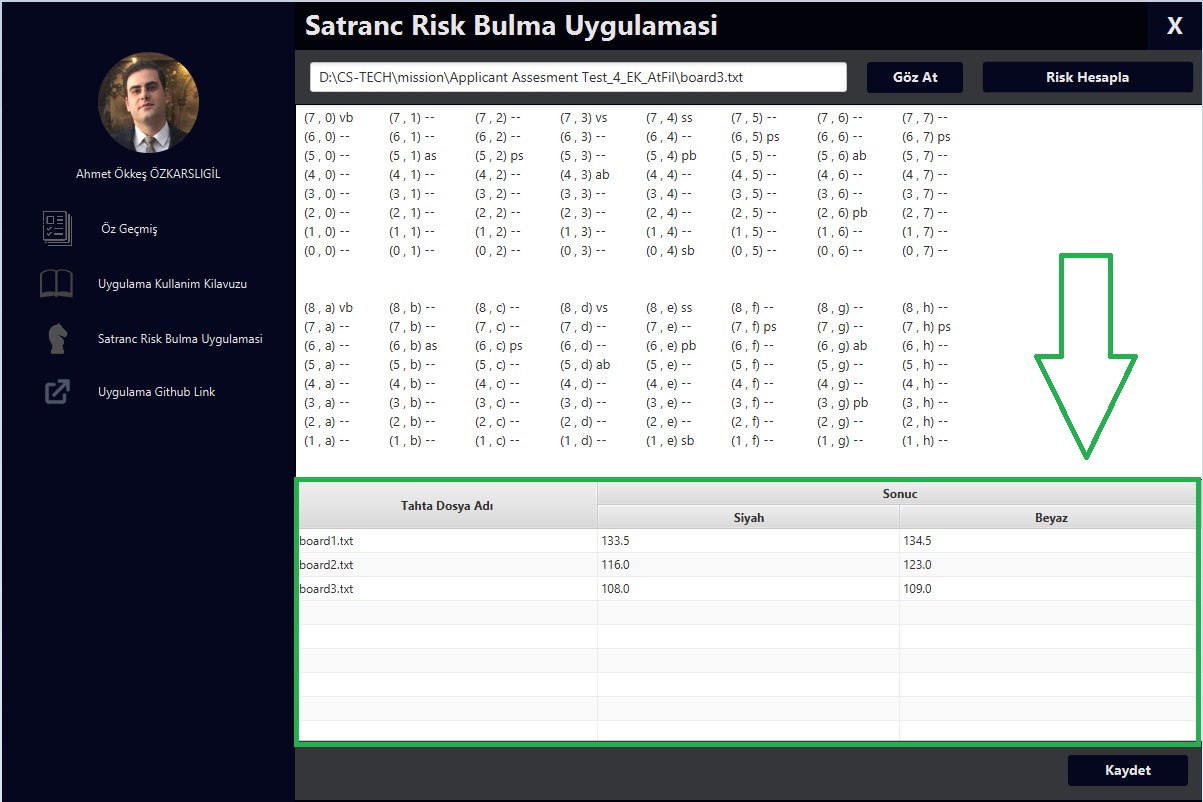 Satranc Risk Bulma Uygulamasi
X
Ahmet Ökkeş ÖZKARSLIGİL
Öz Geçmiş
Uygulama Kullanim Kilavuzu
Satranc Risk Bulma Uygulamasi
Uygulama Github Link
D:\CS-TECH\mission\Applicant Assesment Test_4_EK_AtFil\board3.txt
Göz At
Risk Hesapla
(7 , 0) vb (7 , 1) -- (7 , 2) -- (7 , 3) vs (7 , 4) ss (7 , 5) -- (7 , 6) -- (7 , 7) --
(6 , 0) -- (6 , 1) -- (6 , 2) -- (6 , 3) -- (6 , 4) -- (6 , 5) ps (6 , 6) -- (6 , 7) ps
(5 , 0) -- (5 , 1) as (5 , 2) ps (5 , 3) -- (5 , 4) pb (5 , 5) -- (5 , 6) ab (5 , 7) --
(4 , 0) -- (4 , 1) -- (4 , 2) -- (4 , 3) ab (4 , 4) -- (4 , 5) -- (4 , 6) -- (4 , 7) --
(3 , 0) -- (3 , 1) -- (3 , 2) -- (3 , 3) -- (3 , 4) -- (3 , 5) -- (3 , 6) -- (3 , 7) --
(2 , 0) -- (2 , 1) -- (2 , 2) -- (2 , 3) -- (2 , 4) -- (2 , 5) -- (2 , 6) pb (2 , 7) --
(1 , 0) -- (1 , 1) -- (1 , 2) -- (1 , 3) -- (1 , 4) -- (1 , 5) -- (1 , 6) -- (1 , 7) --
(0 , 0) -- (0 , 1) -- (0 , 2) -- (0 , 3) -- (0 , 4) sb (0 , 5) -- (0 , 6) -- (0 , 7) --
(8 , a) vb (8 , b) -- (8 , c) -- (8 , d) vs (8 , e) ss (8 , f) -- (8 , g) -- (8 , h) --
(7 , a) -- (7 , b) -- (7 , c) -- (7 , d) -- (7 , e) -- (7 , f) ps (7 , g) -- (7 , h) ps
(6 , a) -- (6 , b) as (6 , c) ps (6 , d) -- (6 , e) pb (6 , f) -- (6 , g) ab (6 , h) --
(5 , a) -- (5 , b) -- (5 , c) -- (5 , d) ab (5 , e) -- (5 , f) -- (5 , g) -- (5 , h) --
(4 , a) -- (4 , b) -- (4 , c) -- (4 , d) -- (4 , e) -- (4 , f) -- (4 , g) -- (4 , h) --
(3 , a) -- (3 , b) -- (3 , c) -- (3 , d) -- (3 , e) -- (3 , f) -- (3 , g) pb (3 , h) --
(2 , a) -- (2 , b) -- (2 , c) -- (2 , d) -- (2 , e) -- (2 , f) -- (2 , g) -- (2 , h) --
(1 , a) -- (1 , b) -- (1 , c) -- (1 , d) -- (1 , e) sb (1 , f) -- (1 , g) -- (1 , h) --
Tahta Dosya Adı
Sonuc
Siyah Beyaz
board1.txt 133.5 134.5
board2.txt 116.0 123.0
board3.txt 108.0 109.0
Kaydet